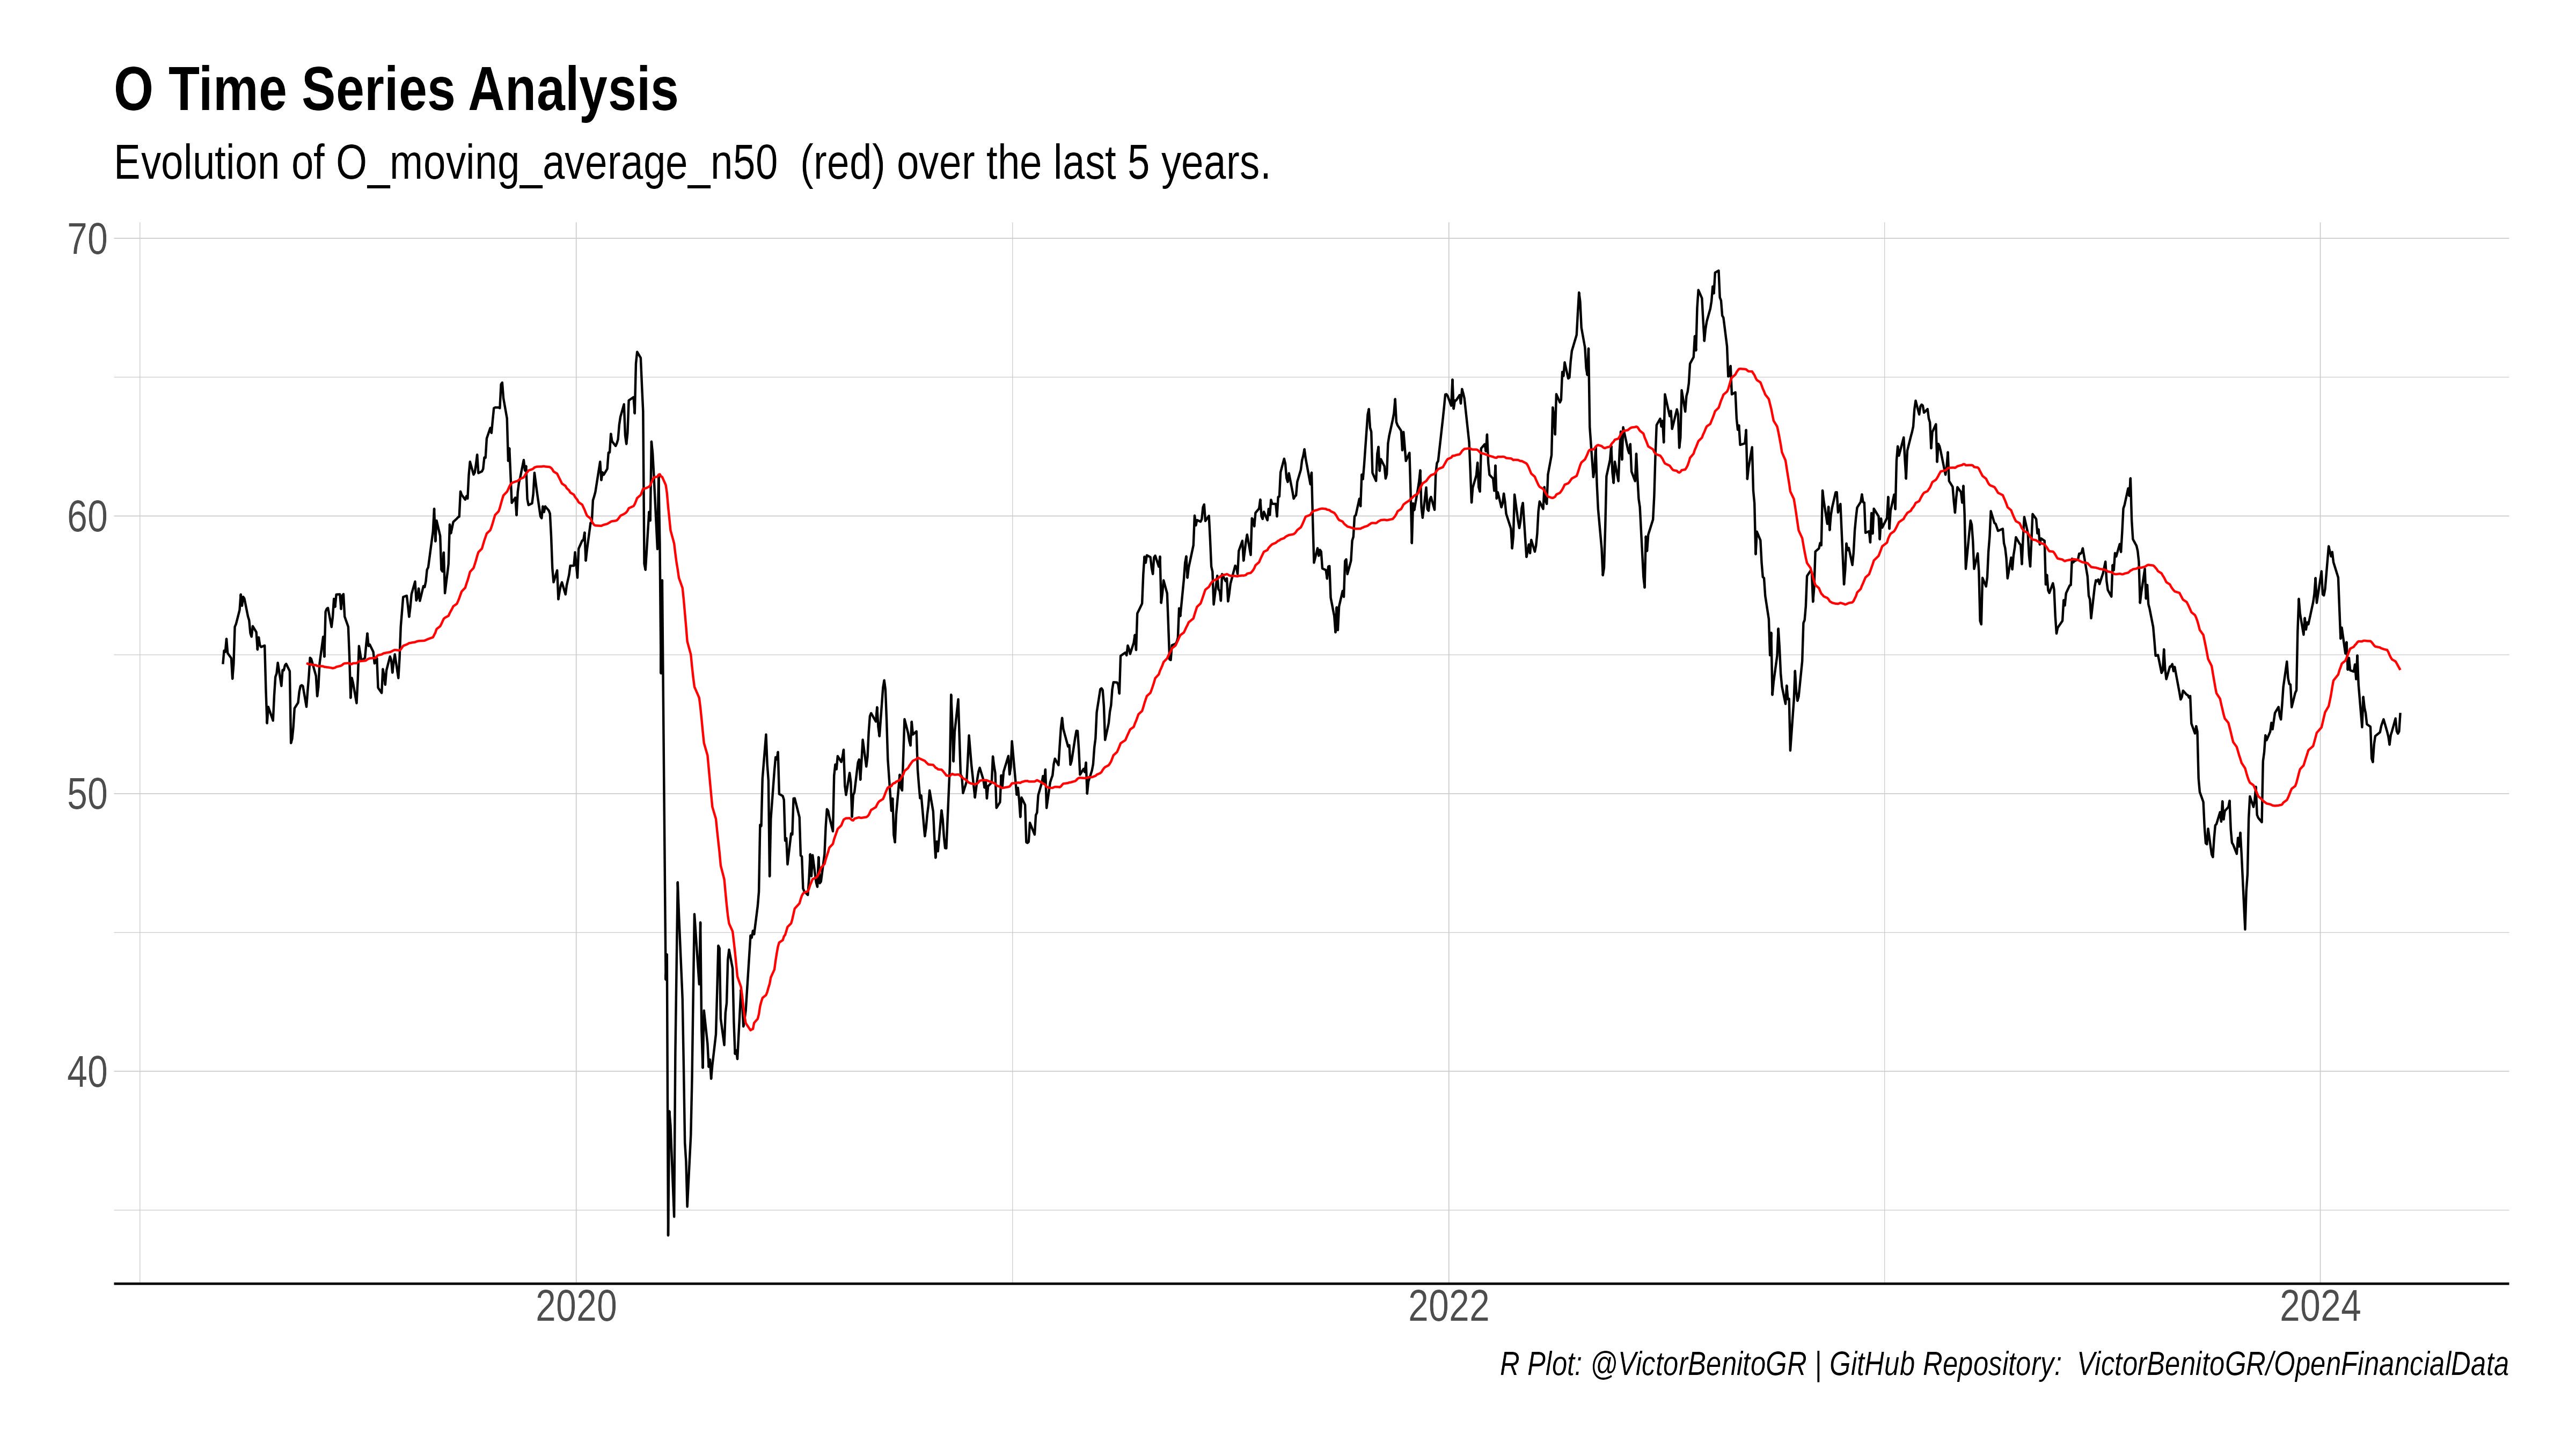 O Time Series Analysis
Evolution of O_moving_average_n50  (red) over the last 5 years.
70
60
50
40
2020 2022 2024
R Plot: @VictorBenitoGR | GitHub Repository:  VictorBenitoGR/OpenFinancialData